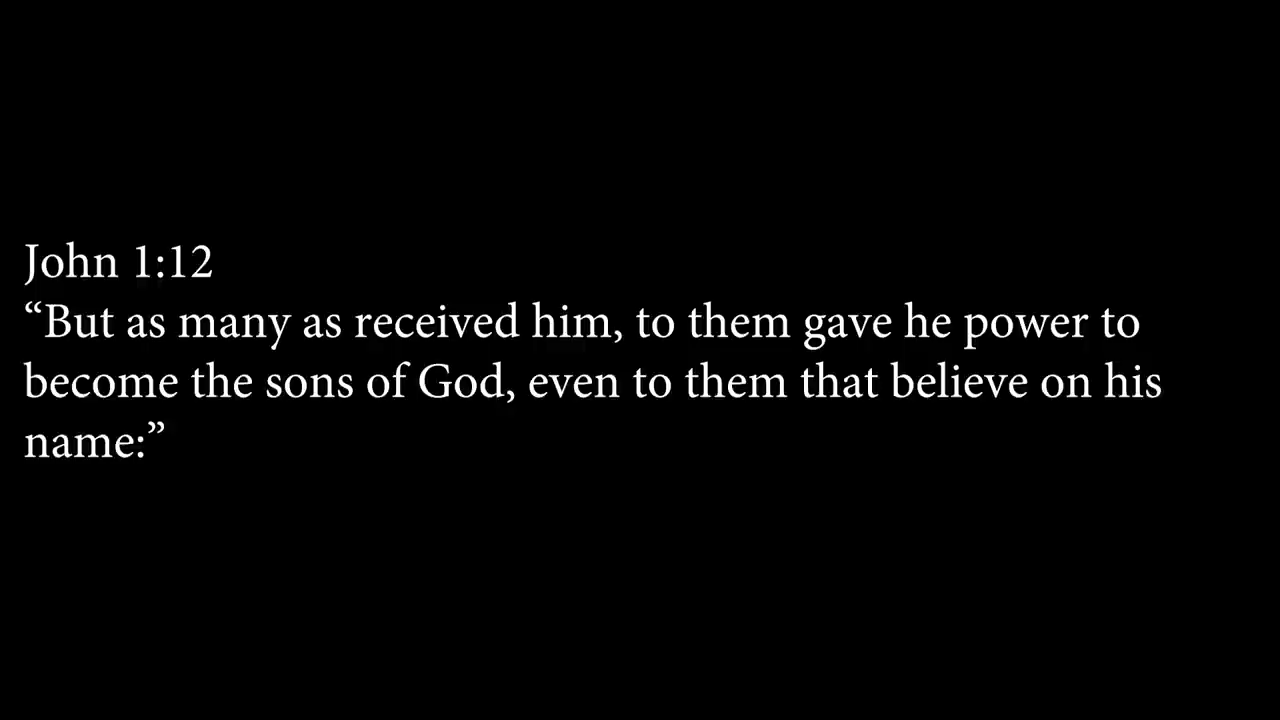 John 1:12
“But as many as received him, to them gave he power to
become the sons of God, even to them that believe on his
name:”